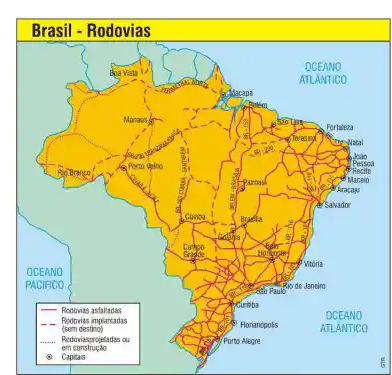 Brasil - Rodovias
OCEANO
ATLÂNTICO
Boa Vista
Macapá
Belém
Manaus
São Luís
Fortaleza
Teresina
Natal
João
Pessoa
Recife
Maceió
Aracaju
Porto Velho
Rio Branco
Palmas
Salvador
Cuiabá
Brasília
Goiânia
Campo
Grande
Belo
Horizonte
Vitória
Rio de Janeiro
São Paulo
Curitiba
Florianópolis
Porto Alegre
OCEANO
PACÍFICO
OCEANO
ATLÂNTICO
Rodovias asfaltadas
Rodovias implantadas
(sem destino)
Rodoviasprojetadas ou
em construção
Capitais